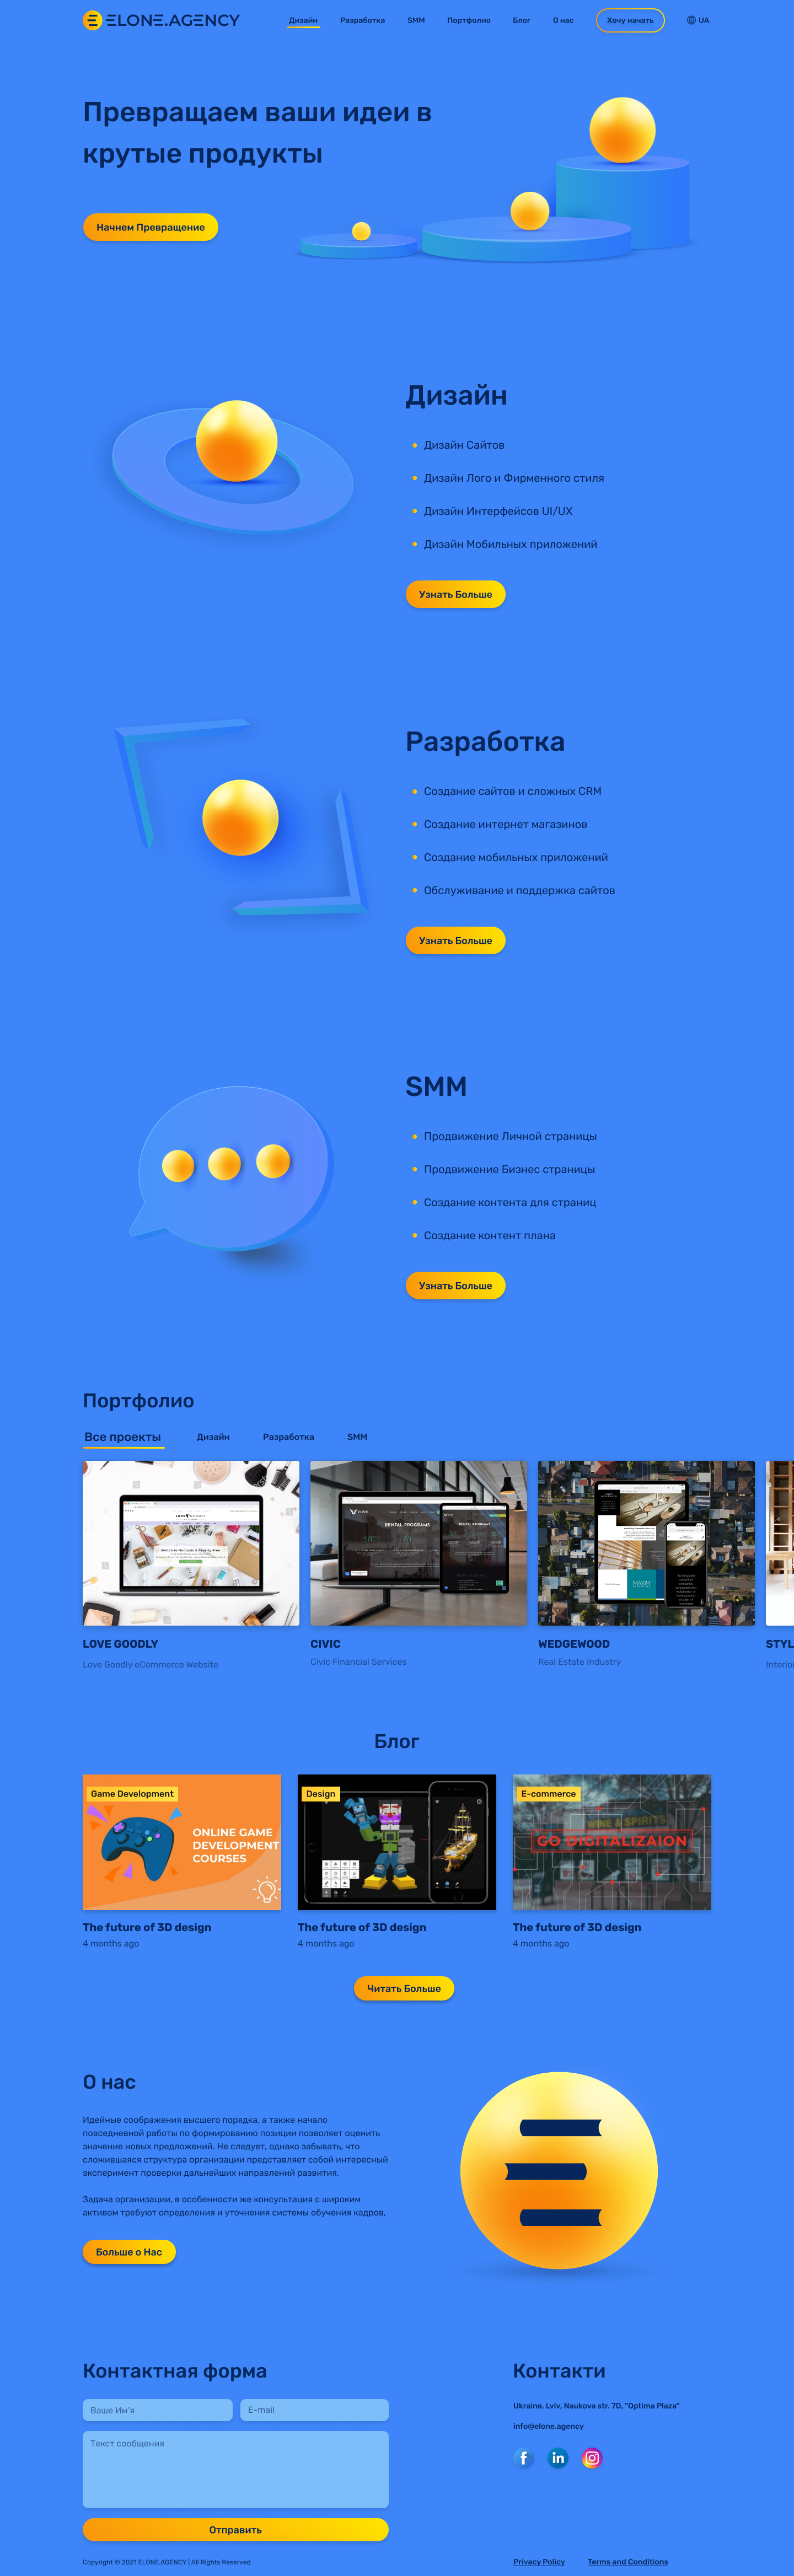 ELONE.AGENCY
Дизайн
Разработка
SMM
Портфолио
Блог
О нас
Хочу начать
UA
Превращаем ваши идеи в
крутые продукты
Начнем Превращение
Дизайн
Дизайн Сайтов
Дизайн Лого и Фирменного стиля
Дизайн Интерфейсов UI/UX
Дизайн Мобильных приложений
Узнать Больше
Разработка
Создание сайтов и сложных CRM
Создание интернет магазинов
Создание мобильных приложений
Обслуживание и поддержка сайтов
Узнать Больше
SMM
Продвижение Личной страницы
Продвижение Бизнес страницы
Создание контента для страниц
Создание контент плана
Узнать Больше
Портфолио
Все проекты
Дизайн
Разработка
SMM
LOVE GOODLY
RENTAL PROGRAMS
RENTAL PROGRAMS
LOVE GOODLY
Love Goodly eCommerce Website
CIVIC
Civic Financial Services
WEDGEWOOD
Real Estate Industry
STYL
Interio
Блог
Game Development
ONLINE GAME
DEVELOPMENT
COURSES
The future of 3D design
4 months ago
Design
The future of 3D design
4 months ago
E-commerce
WINE & SPIRITS
GO DIGITALIZAION
The future of 3D design
4 months ago
Читать Больше
О нас
Идейные соображения высшего порядка, а также начало
повседневной работы по формированию позиции позволяет оценить
значение новых предложений. Не следует, однако забывать, что
сложившаяся структура организации представляет собой интересный
эксперимент проверки дальнейших направлений развития.
Задача организации, в особенности же консультация с широким
активом требуют определения и уточнения системы обучения кадров.
Больше о Нас
Контактная форма
Ваше Им'я
E-mail
Текст сообщения
Отправить
Контакти
Ukraine, Lviv, Naukova str. 7D, "Optima Plaza"
info@elone.agency
Copyright © 2021 ELONE.AGENCY | All Rights Reserved
Privacy Policy
Terms and Conditions